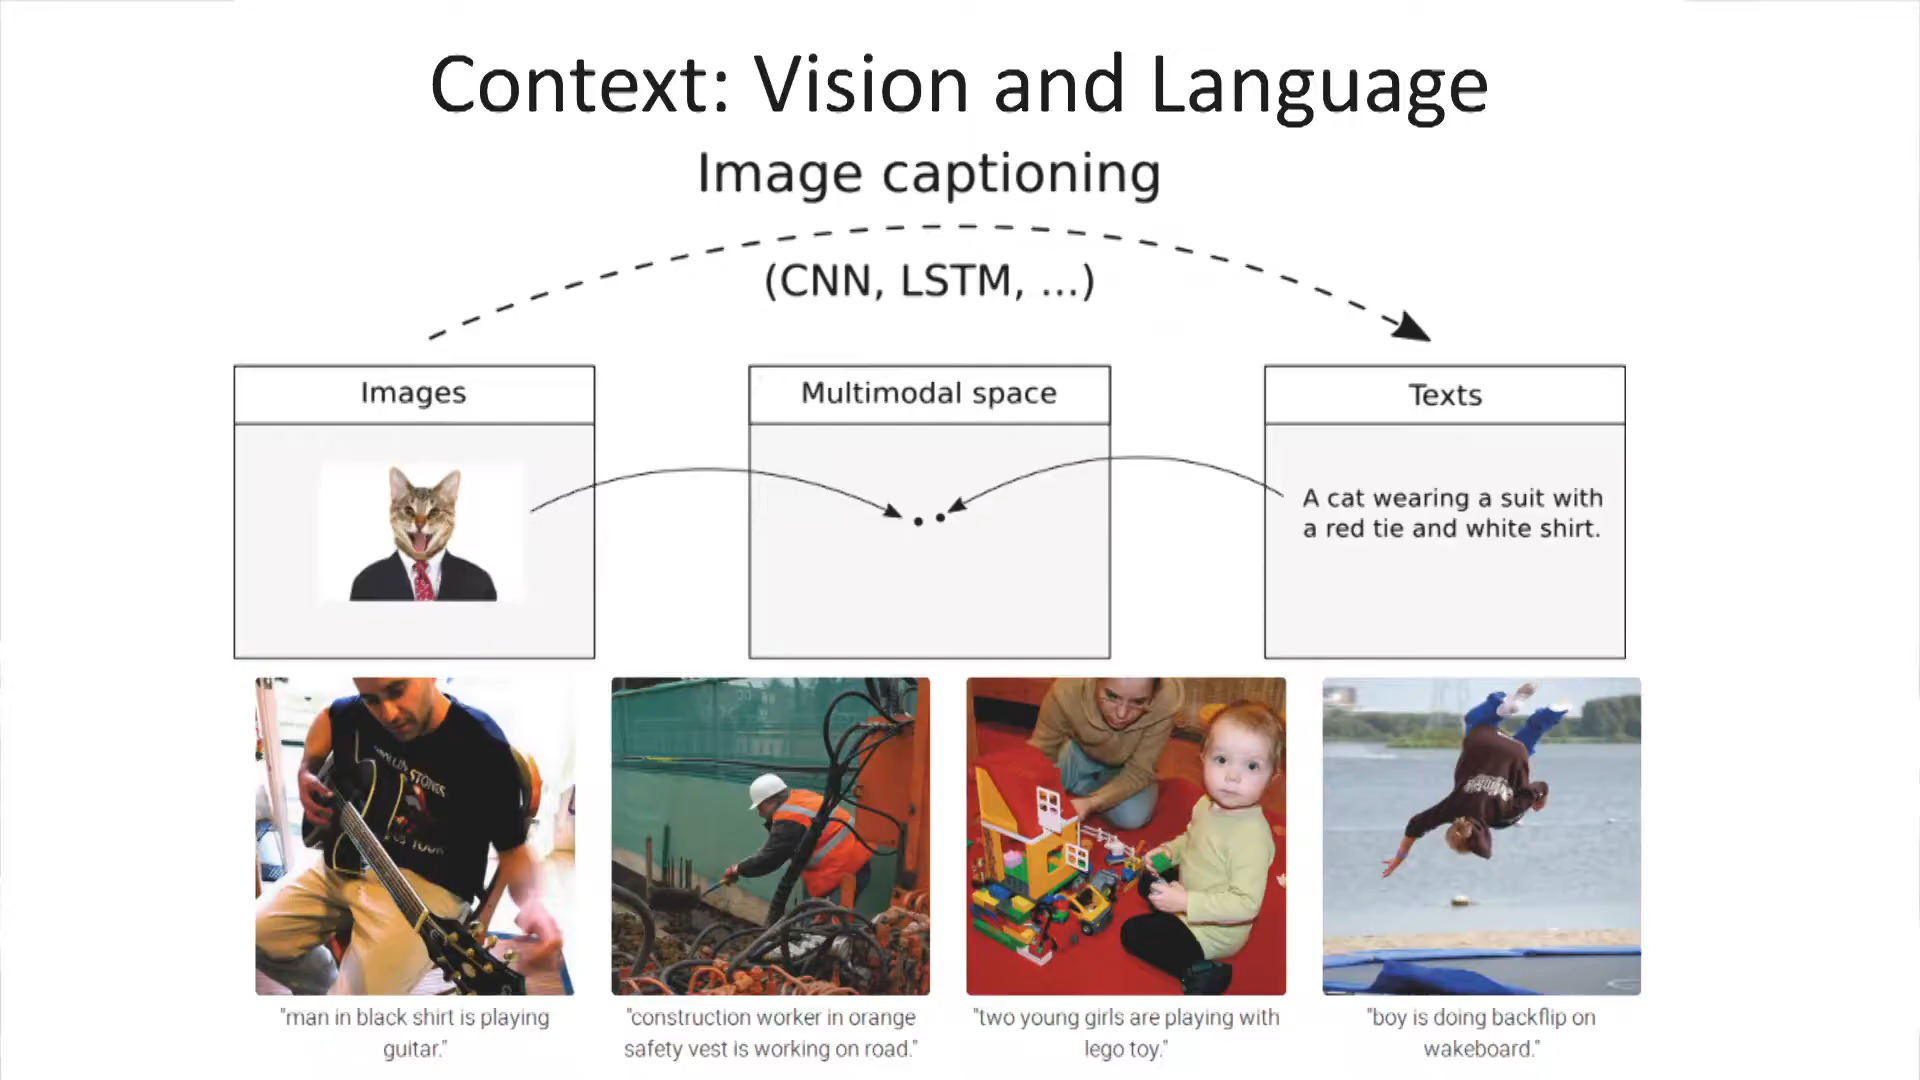 Context: Vision and Language
Image captioning
(CNN, LSTM, ...)
Images
Multimodal space
Texts
A cat wearing a suit with
a red tie and white shirt.
STONES
"man in black shirt is playing
guitar."
"construction worker in orange
safety vest is working on road."
"two young girls are playing with
lego toy."
"boy is doing backflip on
wakeboard."